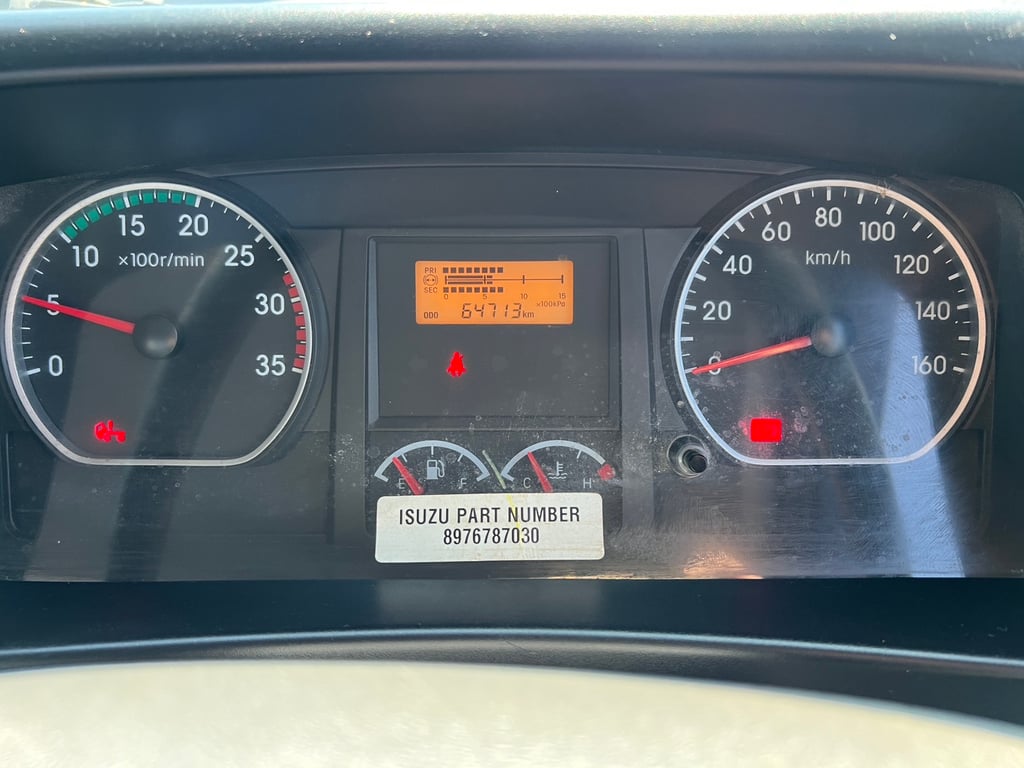 0
5
10
15
20
25
30
35
×100r/min
PRI
SEC
0 5 10 15
×100kPa
ODO 64713 km
E F
C H
0
20
40
60
80
100
120
140
160
km/h
ISUZU PART NUMBER
8976787030